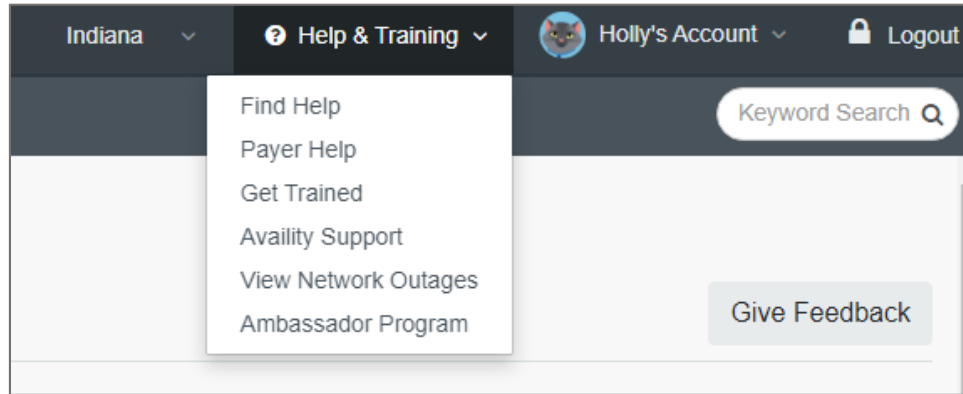 Indiana
Help & Training
Holly's Account
Logout
Keyword Search
Find Help
Payer Help
Get Trained
Availity Support
View Network Outages
Ambassador Program
Give Feedback